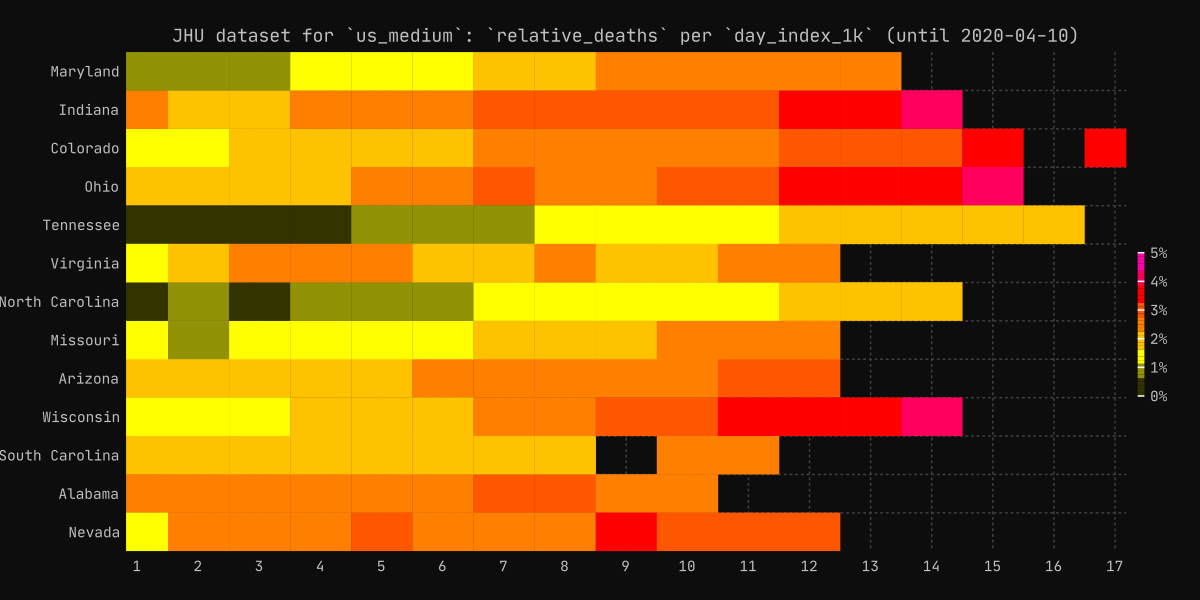 JHU dataset for `us_medium`: `relative_deaths` per `day_index_1k` (until 2020-04-10)
Maryland
Indiana
Colorado
Ohio
Tennessee
Virginia
North Carolina
Missouri
Arizona
Wisconsin
South Carolina
Alabama
Nevada
1 2 3 4 5 6 7 8 9 10 11 12 13 14 15 16 17
5%
4%
3%
2%
1%
0%